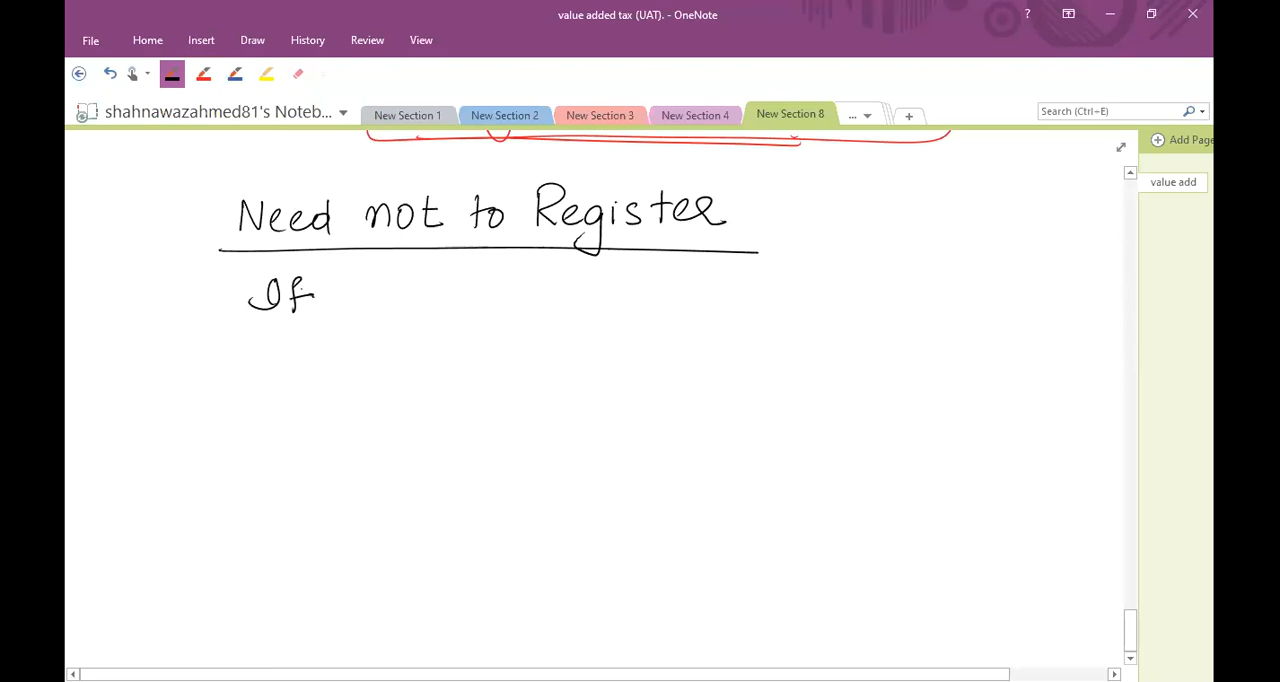 value added tax (UAT). - OneNote
?
File Home Insert Draw History Review View
shahnawazahmed81's Noteb... New Section 1 New Section 2 New Section 3 New Section 4 New Section 8 ... + Search (Ctrl+E)
Add Page
value add
Need not to Register
If